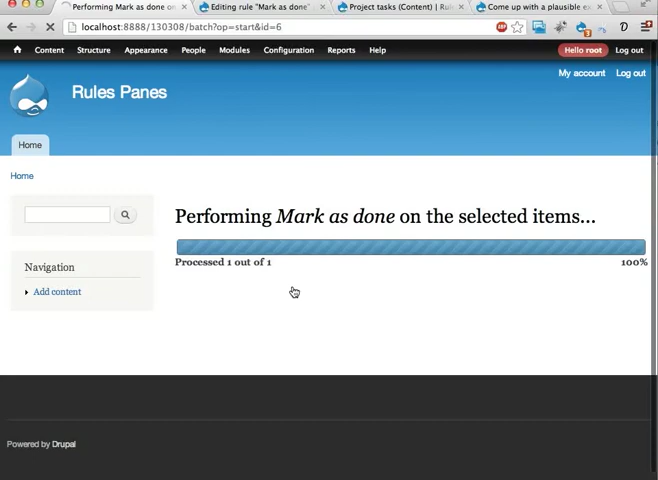 Performing Mark as done on
Editing rule "Mark as done"
Project tasks (Content) | Rul
Come up with a plausible ex
localhost:8888/130308/batch?op=start&id=6
Content Structure Appearance People Modules Configuration Reports Help Hello root Log out
My account Log out
Rules Panes
Home
Home
Performing Mark as done on the selected items...
Processed 1 out of 1 100%
Navigation
Add content
Powered by Drupal